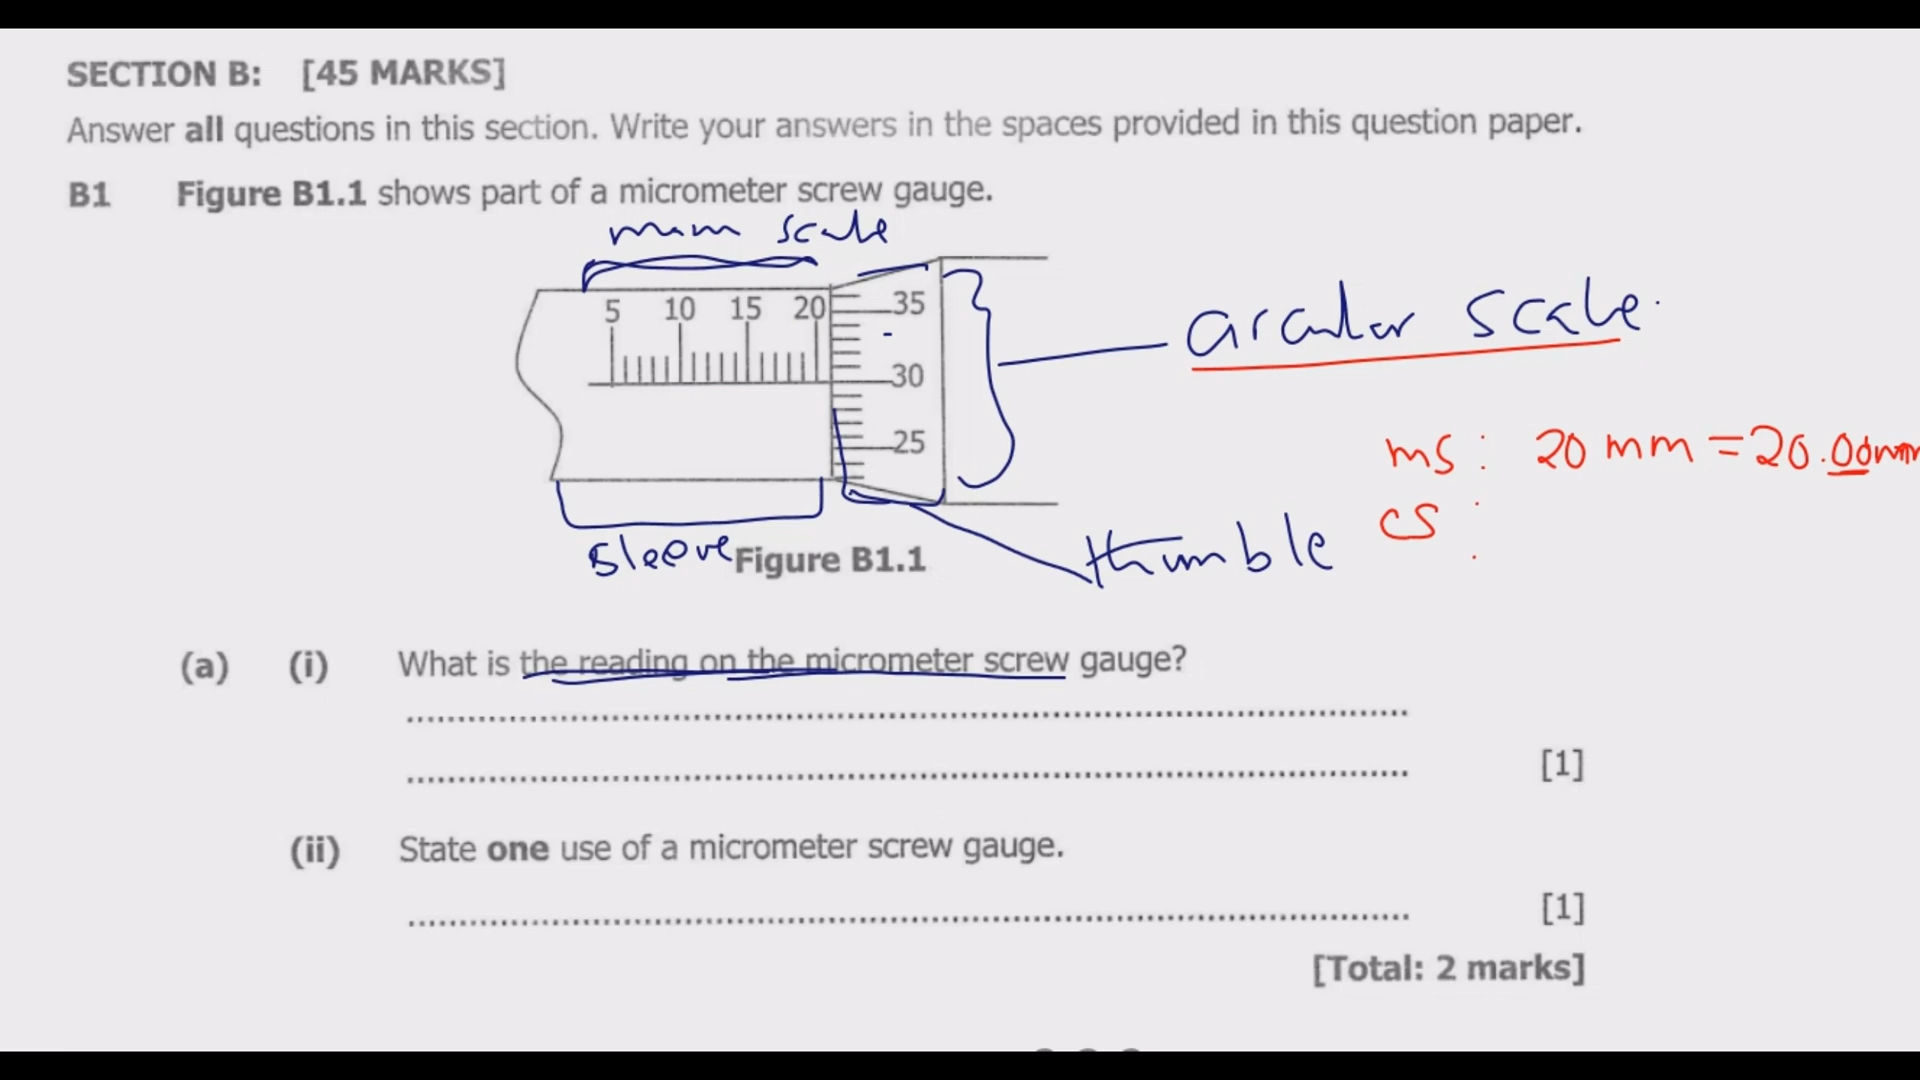 SECTION B: [45 MARKS]
Answer all questions in this section. Write your answers in the spaces provided in this question paper.
B1 Figure B1.1 shows part of a micrometer screw gauge.
scale
5 10 15 20
35
30
25
scale.
ms: 20 mm = 20.00mm
cs :
sleeve
thimble
Figure B1.1
(a) (i) What is the reading on the micrometer screw gauge?
[1]
(ii) State one use of a micrometer screw gauge.
[1]
[Total: 2 marks]